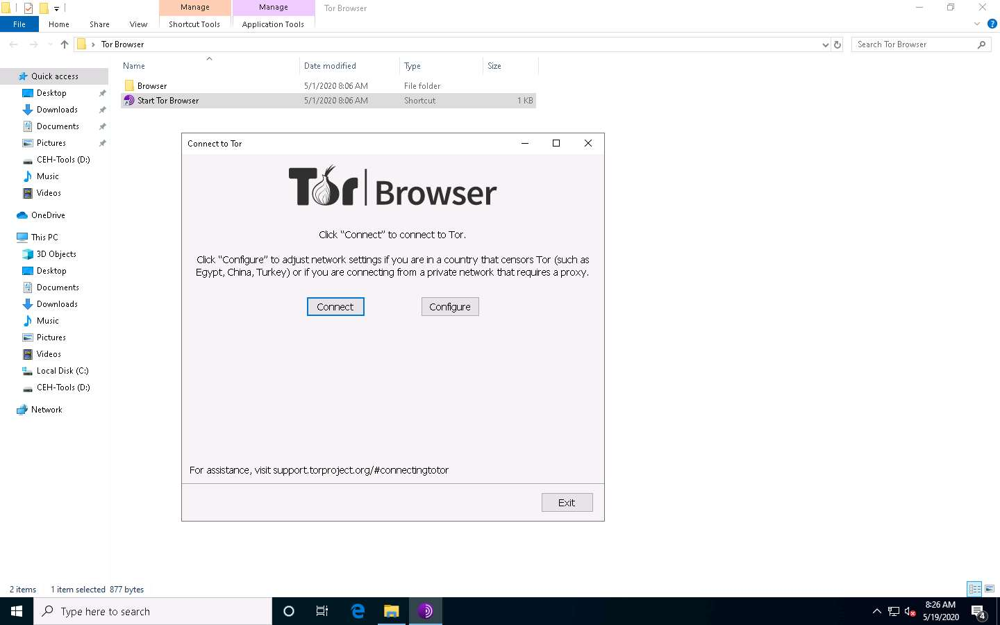 Manage
Manage
Tor Browser
File
Home
Share
View
Shortcut Tools
Application Tools
?
Tor Browser
Search Tor Browser
Name
Date modified
Type
Size
Quick access
Desktop
Downloads
Documents
Pictures
CEH-Tools (D:)
Music
Videos
OneDrive
This PC
3D Objects
Desktop
Documents
Downloads
Music
Pictures
Videos
Local Disk (C:)
CEH-Tools (D:)
Network
Browser
5/1/2020 8:06 AM
File folder
Start Tor Browser
5/1/2020 8:06 AM
Shortcut
1 KB
Connect to Tor
Tor Browser
Click “Connect” to connect to Tor.
Click “Configure” to adjust network settings if you are in a country that censors Tor (such as
Egypt, China, Turkey) or if you are connecting from a private network that requires a proxy.
Connect
Configure
For assistance, visit support.torproject.org/#connectingtotor
Exit
2 items
1 item selected 877 bytes
Type here to search
8:26 AM
5/19/2020
4